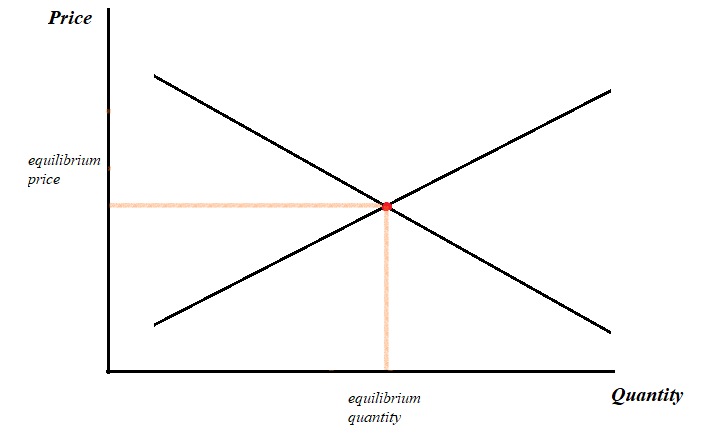 Price
equilibrium
price
Quantity
equilibrium
quantity